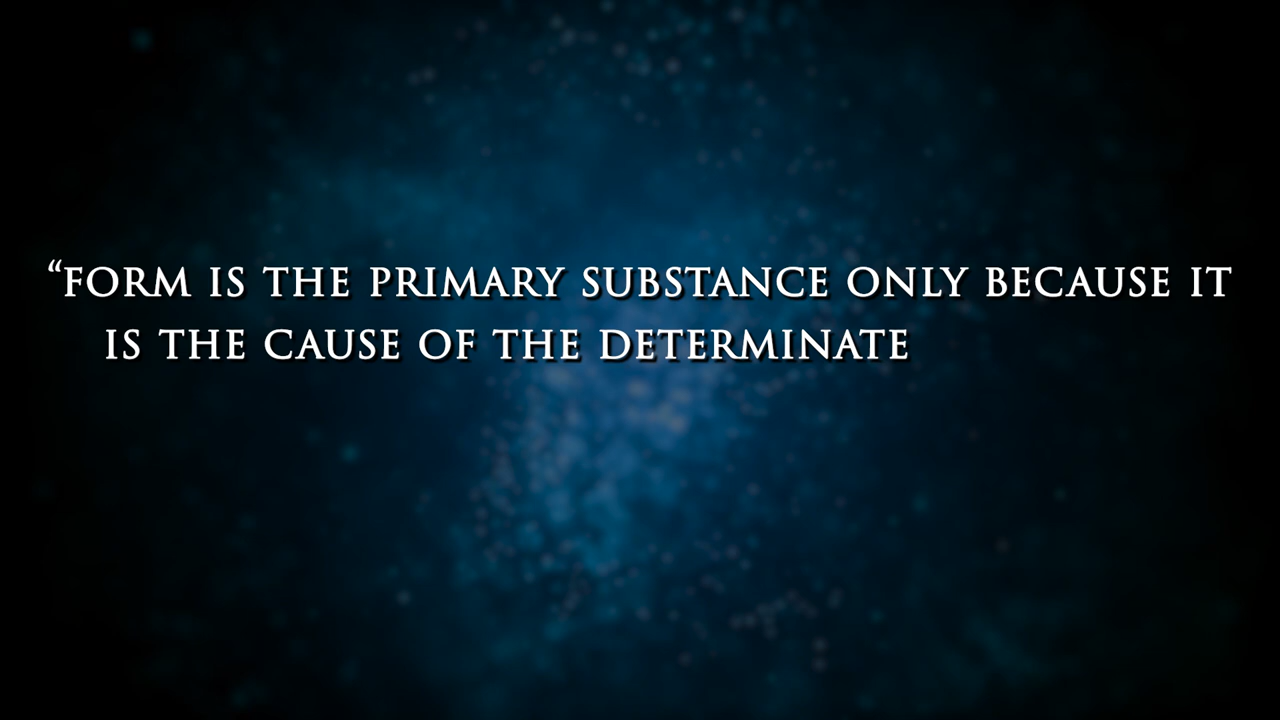 “FORM IS THE PRIMARY SUBSTANCE ONLY BECAUSE IT
IS THE CAUSE OF THE DETERMINATE